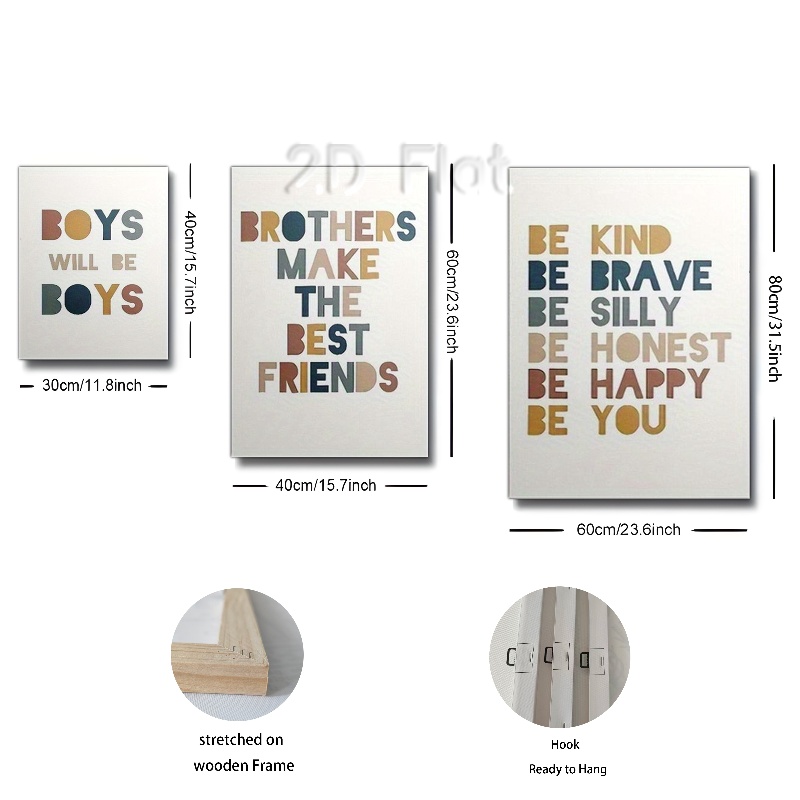 2D Flat
BOYS
WILL BE
BOYS
40cm/15.7inch
30cm/11.8inch
BROTHERS
MAKE
THE
BEST
FRIENDS
60cm/23.6inch
40cm/15.7inch
BE KIND
BE BRAVE
BE SILLY
BE HONEST
BE HAPPY
BE YOU
80cm/31.5inch
60cm/23.6inch
stretched on
wooden Frame
Hook
Ready to Hang